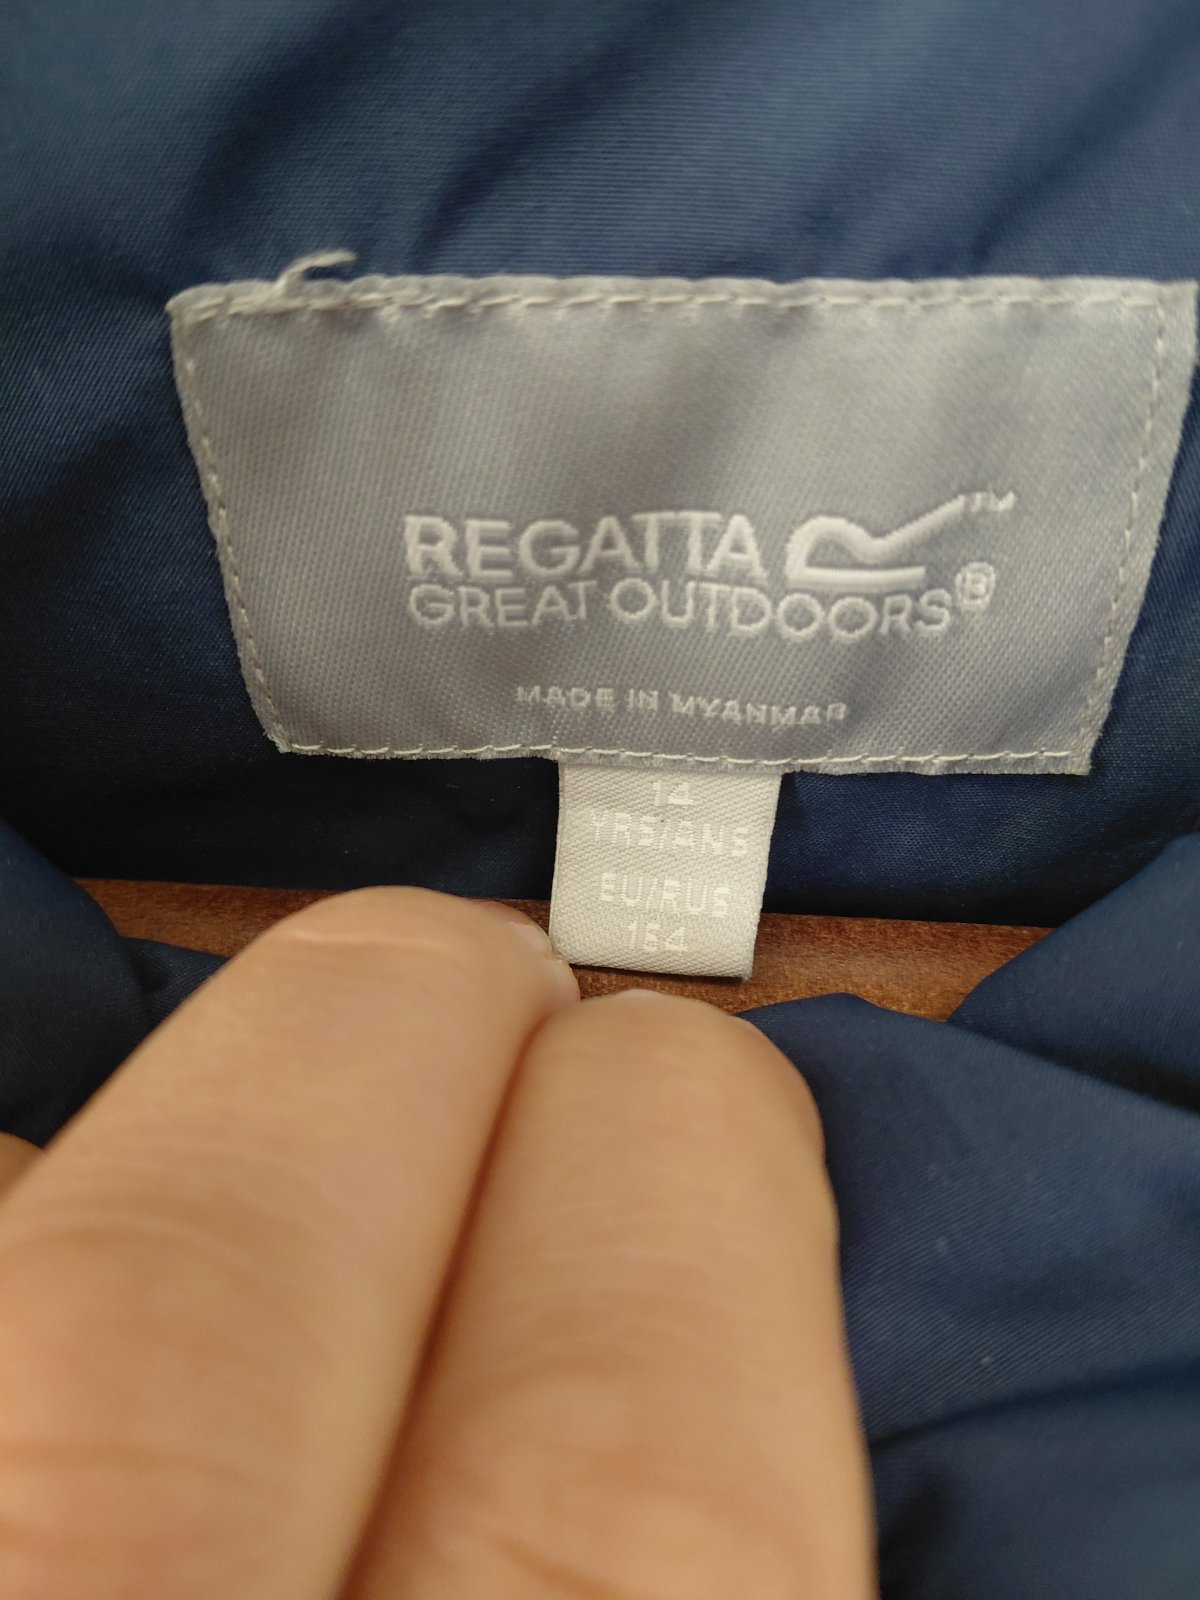 REGATTA
GREAT OUTDOORS®
MADE IN MYANMAR
14
YRS/ANS
EU/RUS
164